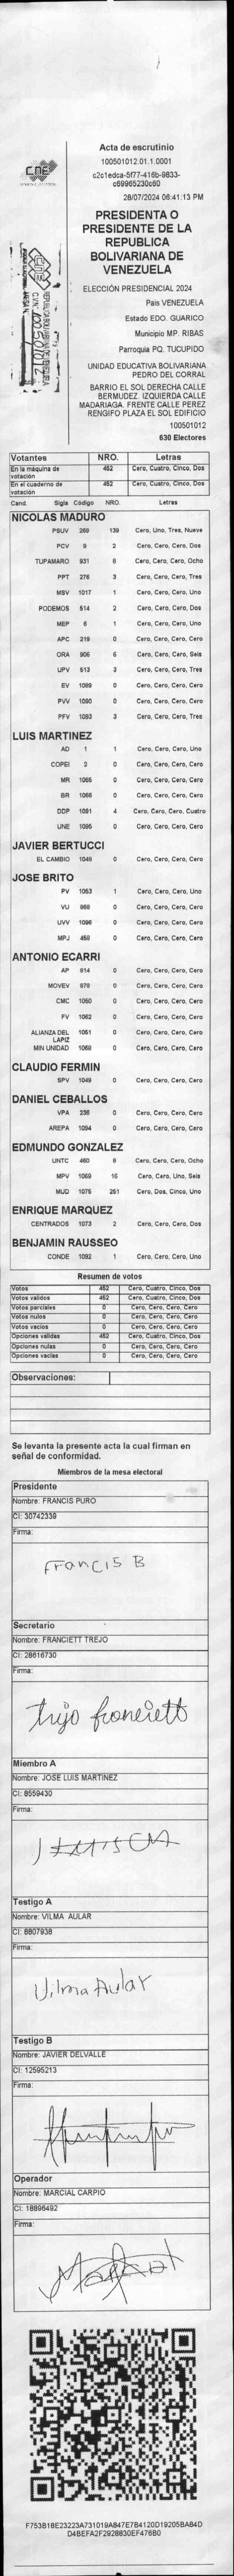 Acta de escrutinio
100501012.01.1.0001
c2c1edca-5f77-416b-9833-
c69965230c60
28/07/2024 06:41:13 PM
CNE
PRESIDENTA O
PRESIDENTE DE LA
REPUBLICA
BOLIVARIANA DE
VENEZUELA
ELECCIÓN PRESIDENCIAL 2024
Pais VENEZUELA
Estado EDO. GUARICO
Municipio MP. RIBAS
Parroquia PQ. TUCUPIDO
UNIDAD EDUCATIVA BOLIVARIANA
PEDRO DEL CORRAL
BARRIO EL SOL DERECHA CALLE
BERMUDEZ. IZQUIERDA CALLE
MADARIAGA. FRENTE CALLE PEREZ
RENGIFO PLAZA EL SOL EDIFICIO
100501012
630 Electores
Votantes NRO. Letras
En la máquina de votación 452 Cero, Cuatro, Cinco, Dos
En el cuaderno de votación 452 Cero, Cuatro, Cinco, Dos
Cand. Sigla Código NRO. Letras
NICOLAS MADURO
PSUV 269 139 Cero, Uno, Tres, Nueve
PCV 9 2 Cero, Cero, Cero, Dos
TUPAMARO 931 8 Cero, Cero, Cero, Ocho
PPT 276 3 Cero, Cero, Cero, Tres
MSV 1017 1 Cero, Cero, Cero, Uno
PODEMOS 514 2 Cero, Cero, Cero, Dos
MEP 6 1 Cero, Cero, Cero, Uno
APC 219 0 Cero, Cero, Cero, Cero
ORA 906 6 Cero, Cero, Cero, Seis
UPV 613 3 Cero, Cero, Cero, Tres
EV 1089 0 Cero, Cero, Cero, Cero
PVV 1090 0 Cero, Cero, Cero, Cero
PFV 1093 3 Cero, Cero, Cero, Tres
LUIS MARTINEZ
AD 1 1 Cero, Cero, Cero, Uno
COPEI 2 0 Cero, Cero, Cero, Cero
MR 1065 0 Cero, Cero, Cero, Cero
BR 1066 0 Cero, Cero, Cero, Cero
DDP 1091 4 Cero, Cero, Cero, Cuatro
UNE 1095 0 Cero, Cero, Cero, Cero
JAVIER BERTUCCI
EL CAMBIO 1048 0 Cero, Cero, Cero, Cero
JOSE BRITO
PV 1053 1 Cero, Cero, Cero, Uno
VU 868 0 Cero, Cero, Cero, Cero
UVV 1096 0 Cero, Cero, Cero, Cero
MPJ 458 0 Cero, Cero, Cero, Cero
ANTONIO ECARRI
AP 914 0 Cero, Cero, Cero, Cero
MOVEV 979 0 Cero, Cero, Cero, Cero
CMC 1050 0 Cero, Cero, Cero, Cero
FV 1062 0 Cero, Cero, Cero, Cero
ALIANZA DEL LAPIZ 1051 0 Cero, Cero, Cero, Cero
MIN UNIDAD 1068 0 Cero, Cero, Cero, Cero
CLAUDIO FERMIN
SPV 1049 0 Cero, Cero, Cero, Cero
DANIEL CEBALLOS
VPA 236 0 Cero, Cero, Cero, Cero
AREPA 1094 0 Cero, Cero, Cero, Cero
EDMUNDO GONZALEZ
UNTC 460 8 Cero, Cero, Cero, Ocho
MPV 1069 16 Cero, Cero, Uno, Seis
MUD 1075 251 Cero, Dos, Cinco, Uno
ENRIQUE MARQUEZ
CENTRADOS 1073 2 Cero, Cero, Cero, Dos
BENJAMIN RAUSSEO
CONDE 1092 1 Cero, Cero, Cero, Uno
Resumen de votos
Votos 452 Cero, Cuatro, Cinco, Dos
Votos validos 452 Cero, Cuatro, Cinco, Dos
Votos parciales 0 Cero, Cero, Cero, Cero
Votos nulos 0 Cero, Cero, Cero, Cero
Votos vacios 0 Cero, Cero, Cero, Cero
Opciones validas 452 Cero, Cuatro, Cinco, Dos
Opciones nulas 0 Cero, Cero, Cero, Cero
Opciones vacias 0 Cero, Cero, Cero, Cero
Observaciones:
Se levanta la presente acta la cual firman en
señal de conformidad.
Miembros de la mesa electoral
Presidente
Nombre: FRANCIS PURO
CI: 30742339
Firma:
Francis B
Secretario
Nombre: FRANCIETT TREJO
CI: 28616730
Firma:
Trejo franciett
Miembro A
Nombre: JOSE LUIS MARTINEZ
CI: 8559430
Firma:
Testigo A
Nombre: VILMA AULAR
CI: 8807938
Firma:
Vilma Aular
Testigo B
Nombre: JAVIER DELVALLE
CI: 12595213
Firma:
Operador
Nombre: MARCIAL CARPIO
CI: 18896492
Firma:
F753B18E23223A731019A847E7B4120D19205BA84D
D4BEFA2F2928830EF476B0